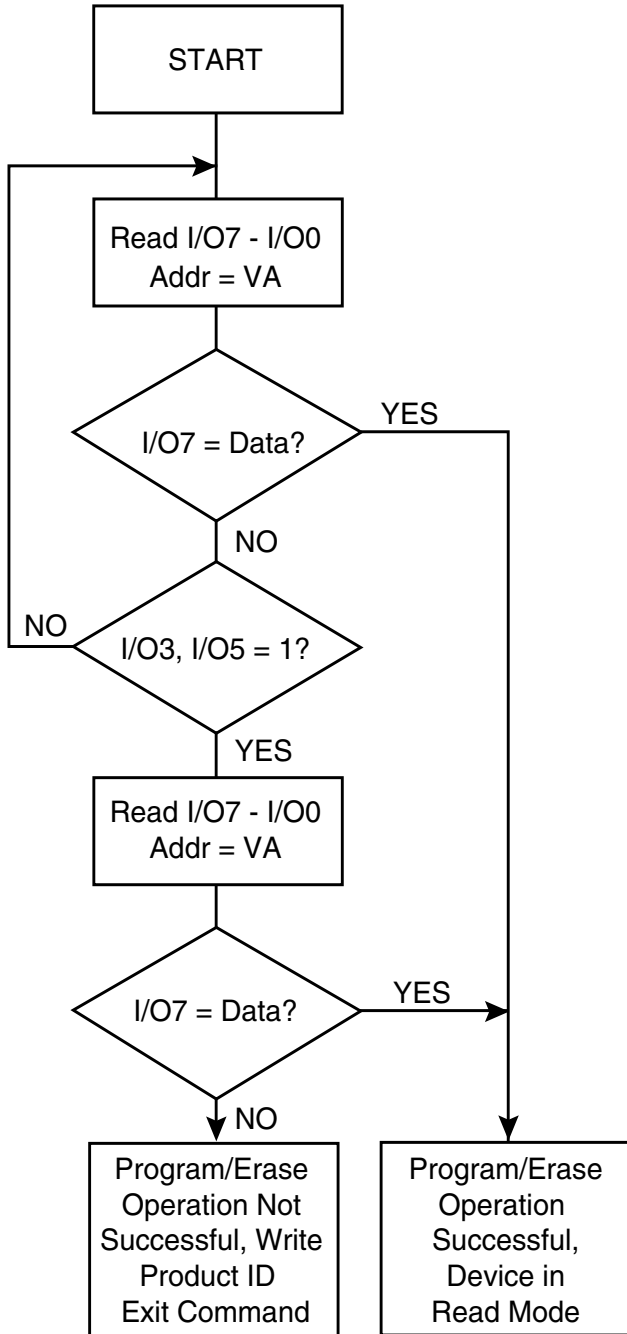 START
Read I/O7 - I/O0
Addr = VA
I/O7 = Data?
YES
NO
I/O3, I/O5 = 1?
NO
YES
Read I/O7 - I/O0
Addr = VA
I/O7 = Data?
YES
NO
Program/Erase
Operation Not
Successful, Write
Product ID
Exit Command
Program/Erase
Operation
Successful,
Device in
Read Mode